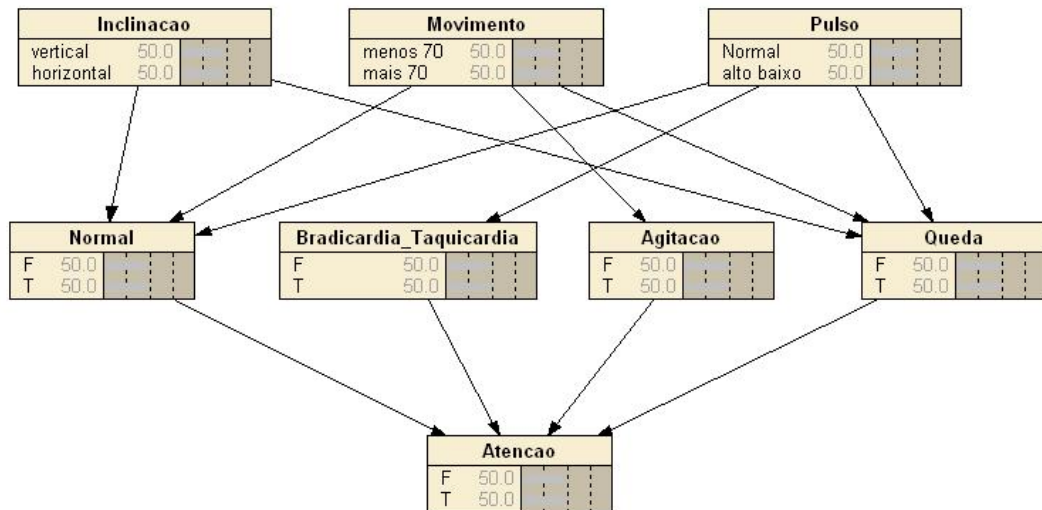 Inclinacao
vertical 50.0
horizontal 50.0
Movimento
menos 70 50.0
mais 70 50.0
Pulso
Normal 50.0
alto baixo 50.0
Normal
F 50.0
T 50.0
Bradicardia_Taquicardia
F 50.0
T 50.0
Agitacao
F 50.0
T 50.0
Queda
F 50.0
T 50.0
Atencao
F 50.0
T 50.0